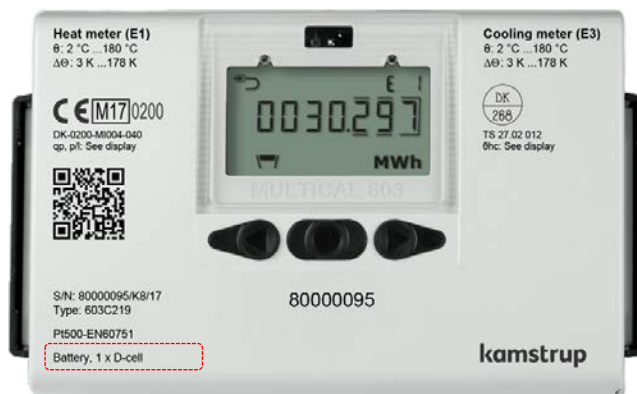 Heat meter (E1)
θ: 2 °C ...180 °C
ΔΘ: 3 K ...178 K
CE M17 0200
DK-0200-MI004-040
qp, p/l: See display
S/N: 80000095/K8/17
Type: 603C219
Pt500-EN60751
Battery, 1 x D-cell
E 1
0030.297
MWh
MULTICAL 603
80000095
Cooling meter (E3)
θ: 2 °C ...180 °C
ΔΘ: 3 K ...178 K
DK
268
TS 27.02 012
θhc: See display
kamstrup